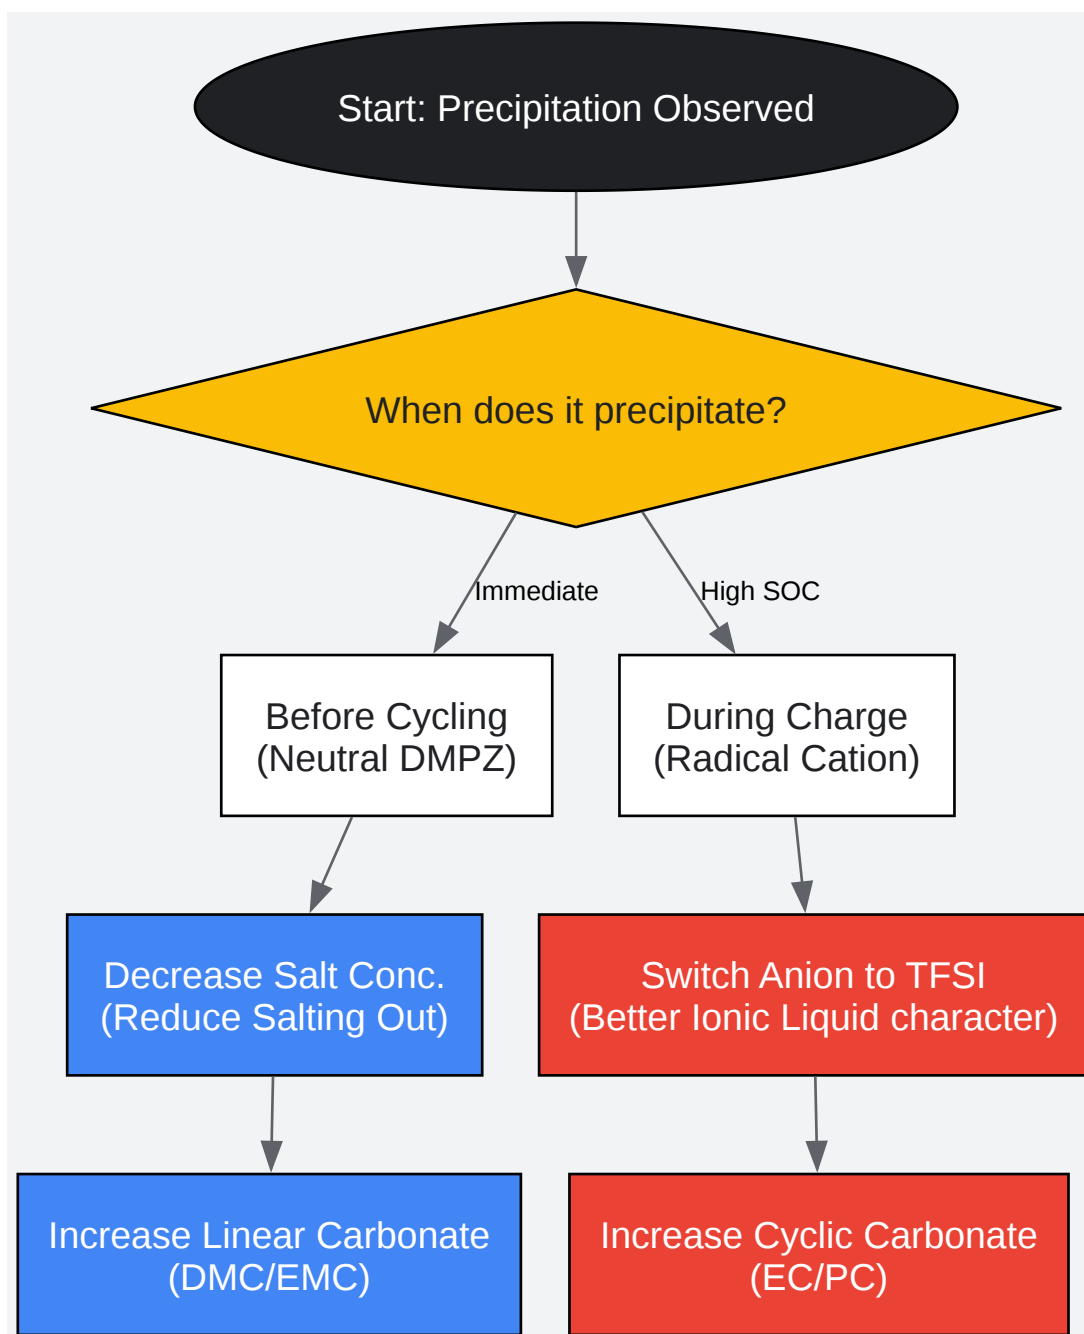 Start: Precipitation Observed
When does it precipitate?
Immediate
High SOC
Before Cycling
(Neutral DMPZ)
During Charge
(Radical Cation)
Decrease Salt Conc.
(Reduce Salting Out)
Switch Anion to TFSI
(Better Ionic Liquid character)
Increase Linear Carbonate
(DMC/EMC)
Increase Cyclic Carbonate
(EC/PC)